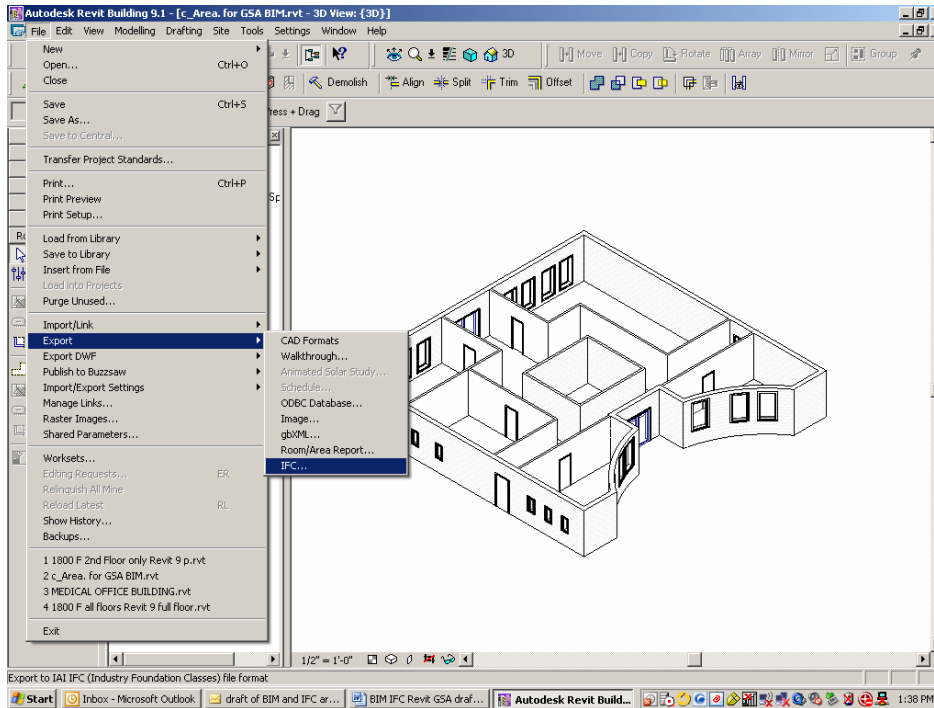 Autodesk Revit Building 9.1 - [c_Area. for GSA BIM.rvt - 3D View: {3D}]
File Edit View Modelling Drafting Site Tools Settings Window Help
3D Move Copy Rotate Array Mirror Group
Demolish Align Split Trim Offset
ress + Drag
New
Open... Ctrl+O
Close
Save Ctrl+S
Save As...
Save to Central...
Transfer Project Standards...
Print... Ctrl+P
Print Preview
Print Setup...
Load from Library
Save to Library
Insert from File
Load into Projects
Purge Unused...
Import/Link
Export
Export DWF
Publish to Buzzsaw
Import/Export Settings
Manage Links...
Raster Images...
Shared Parameters...
Worksets...
Editing Requests... ER
Relinquish All Mine
Reload Latest RL
Show History...
Backups...
1 1800 F 2nd Floor only Revit 9 p.rvt
2 c_Area. for GSA BIM.rvt
3 MEDICAL OFFICE BUILDING.rvt
4 1800 F all floors Revit 9 full floor.rvt
Exit
CAD Formats
Walkthrough...
Animated Solar Study...
Schedule...
ODBC Database...
Image...
gbXML...
Room/Area Report...
IFC...
Sp
Ro
1/2" = 1'-0"
Export to IAI IFC (Industry Foundation Classes) file format
Start Inbox - Microsoft Outlook draft of BIM and IFC ar... BIM IFC Revit GSA draf... Autodesk Revit Build... 1:38 PM